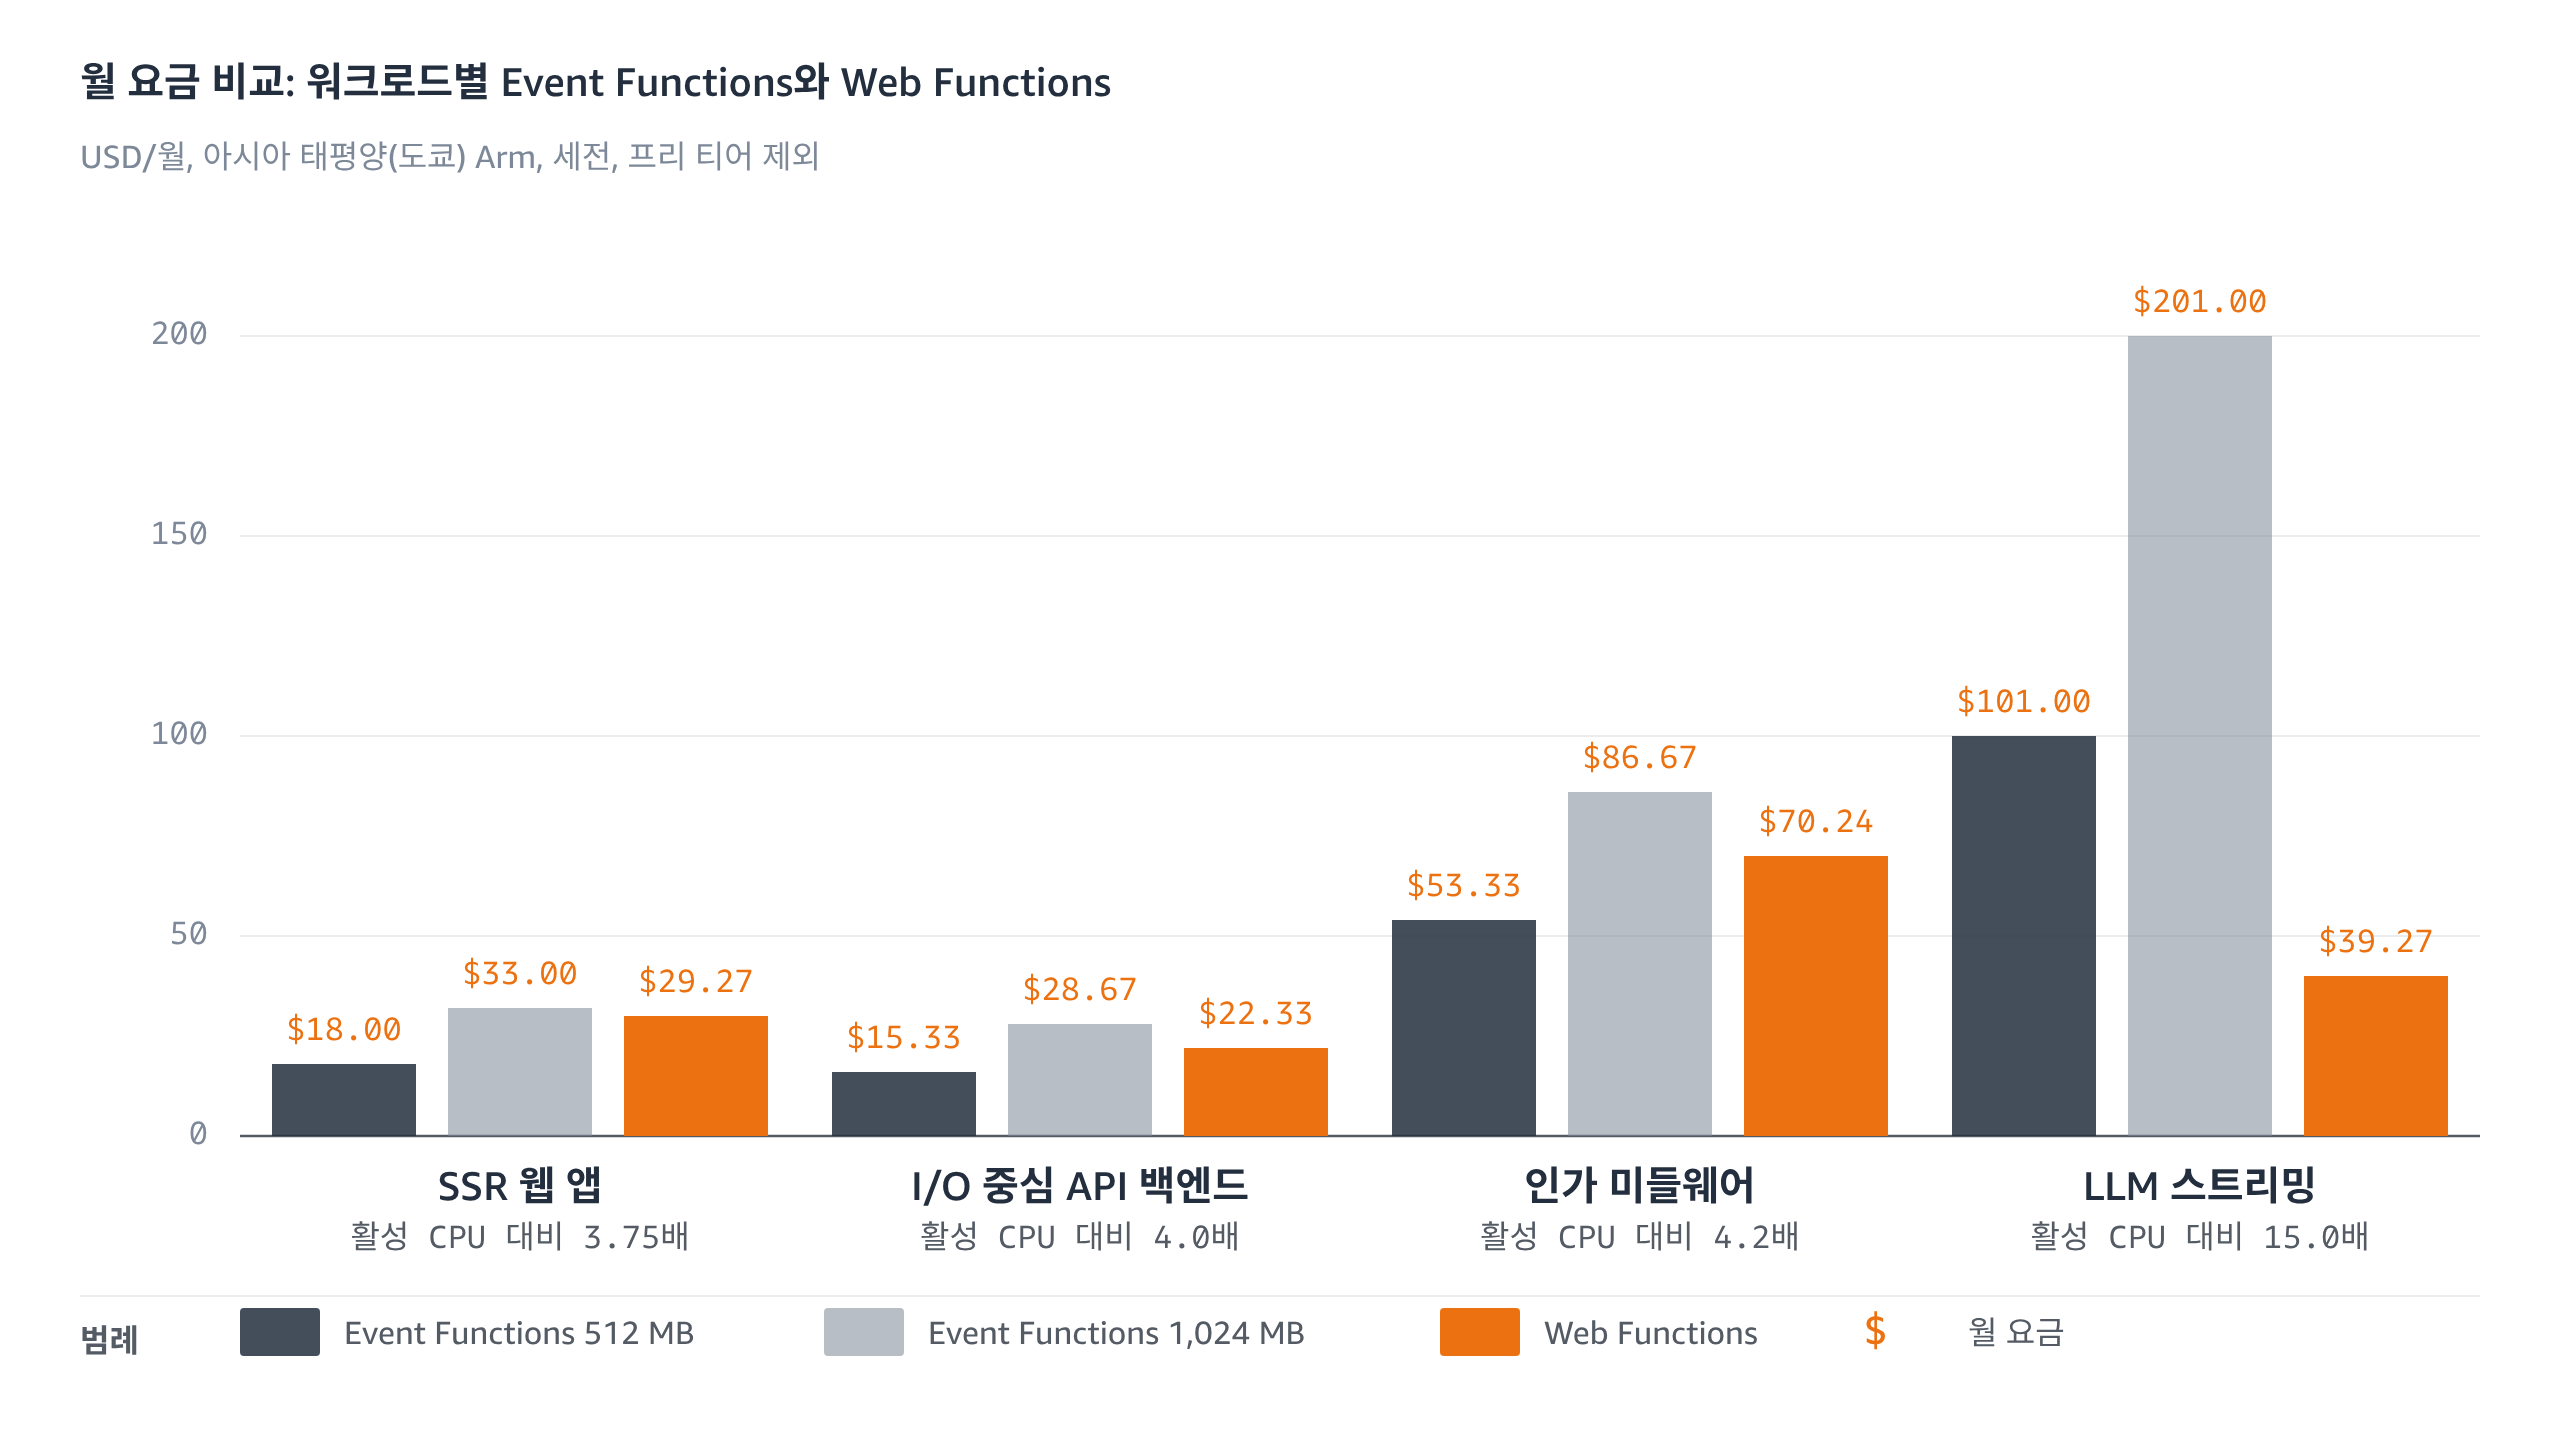 월 요금 비교: 워크로드별 Event Functions와 Web Functions
USD/월, 아시아 태평양(도쿄) Arm, 세전, 프리 티어 제외
200
150
100
50
0
$18.00
$33.00
$29.27
$15.33
$28.67
$22.33
$53.33
$86.67
$70.24
$101.00
$201.00
$39.27
SSR 웹 앱
활성 CPU 대비 3.75배
I/O 중심 API 백엔드
활성 CPU 대비 4.0배
인가 미들웨어
활성 CPU 대비 4.2배
LLM 스트리밍
활성 CPU 대비 15.0배
범례
Event Functions 512 MB
Event Functions 1,024 MB
Web Functions
$ 월 요금